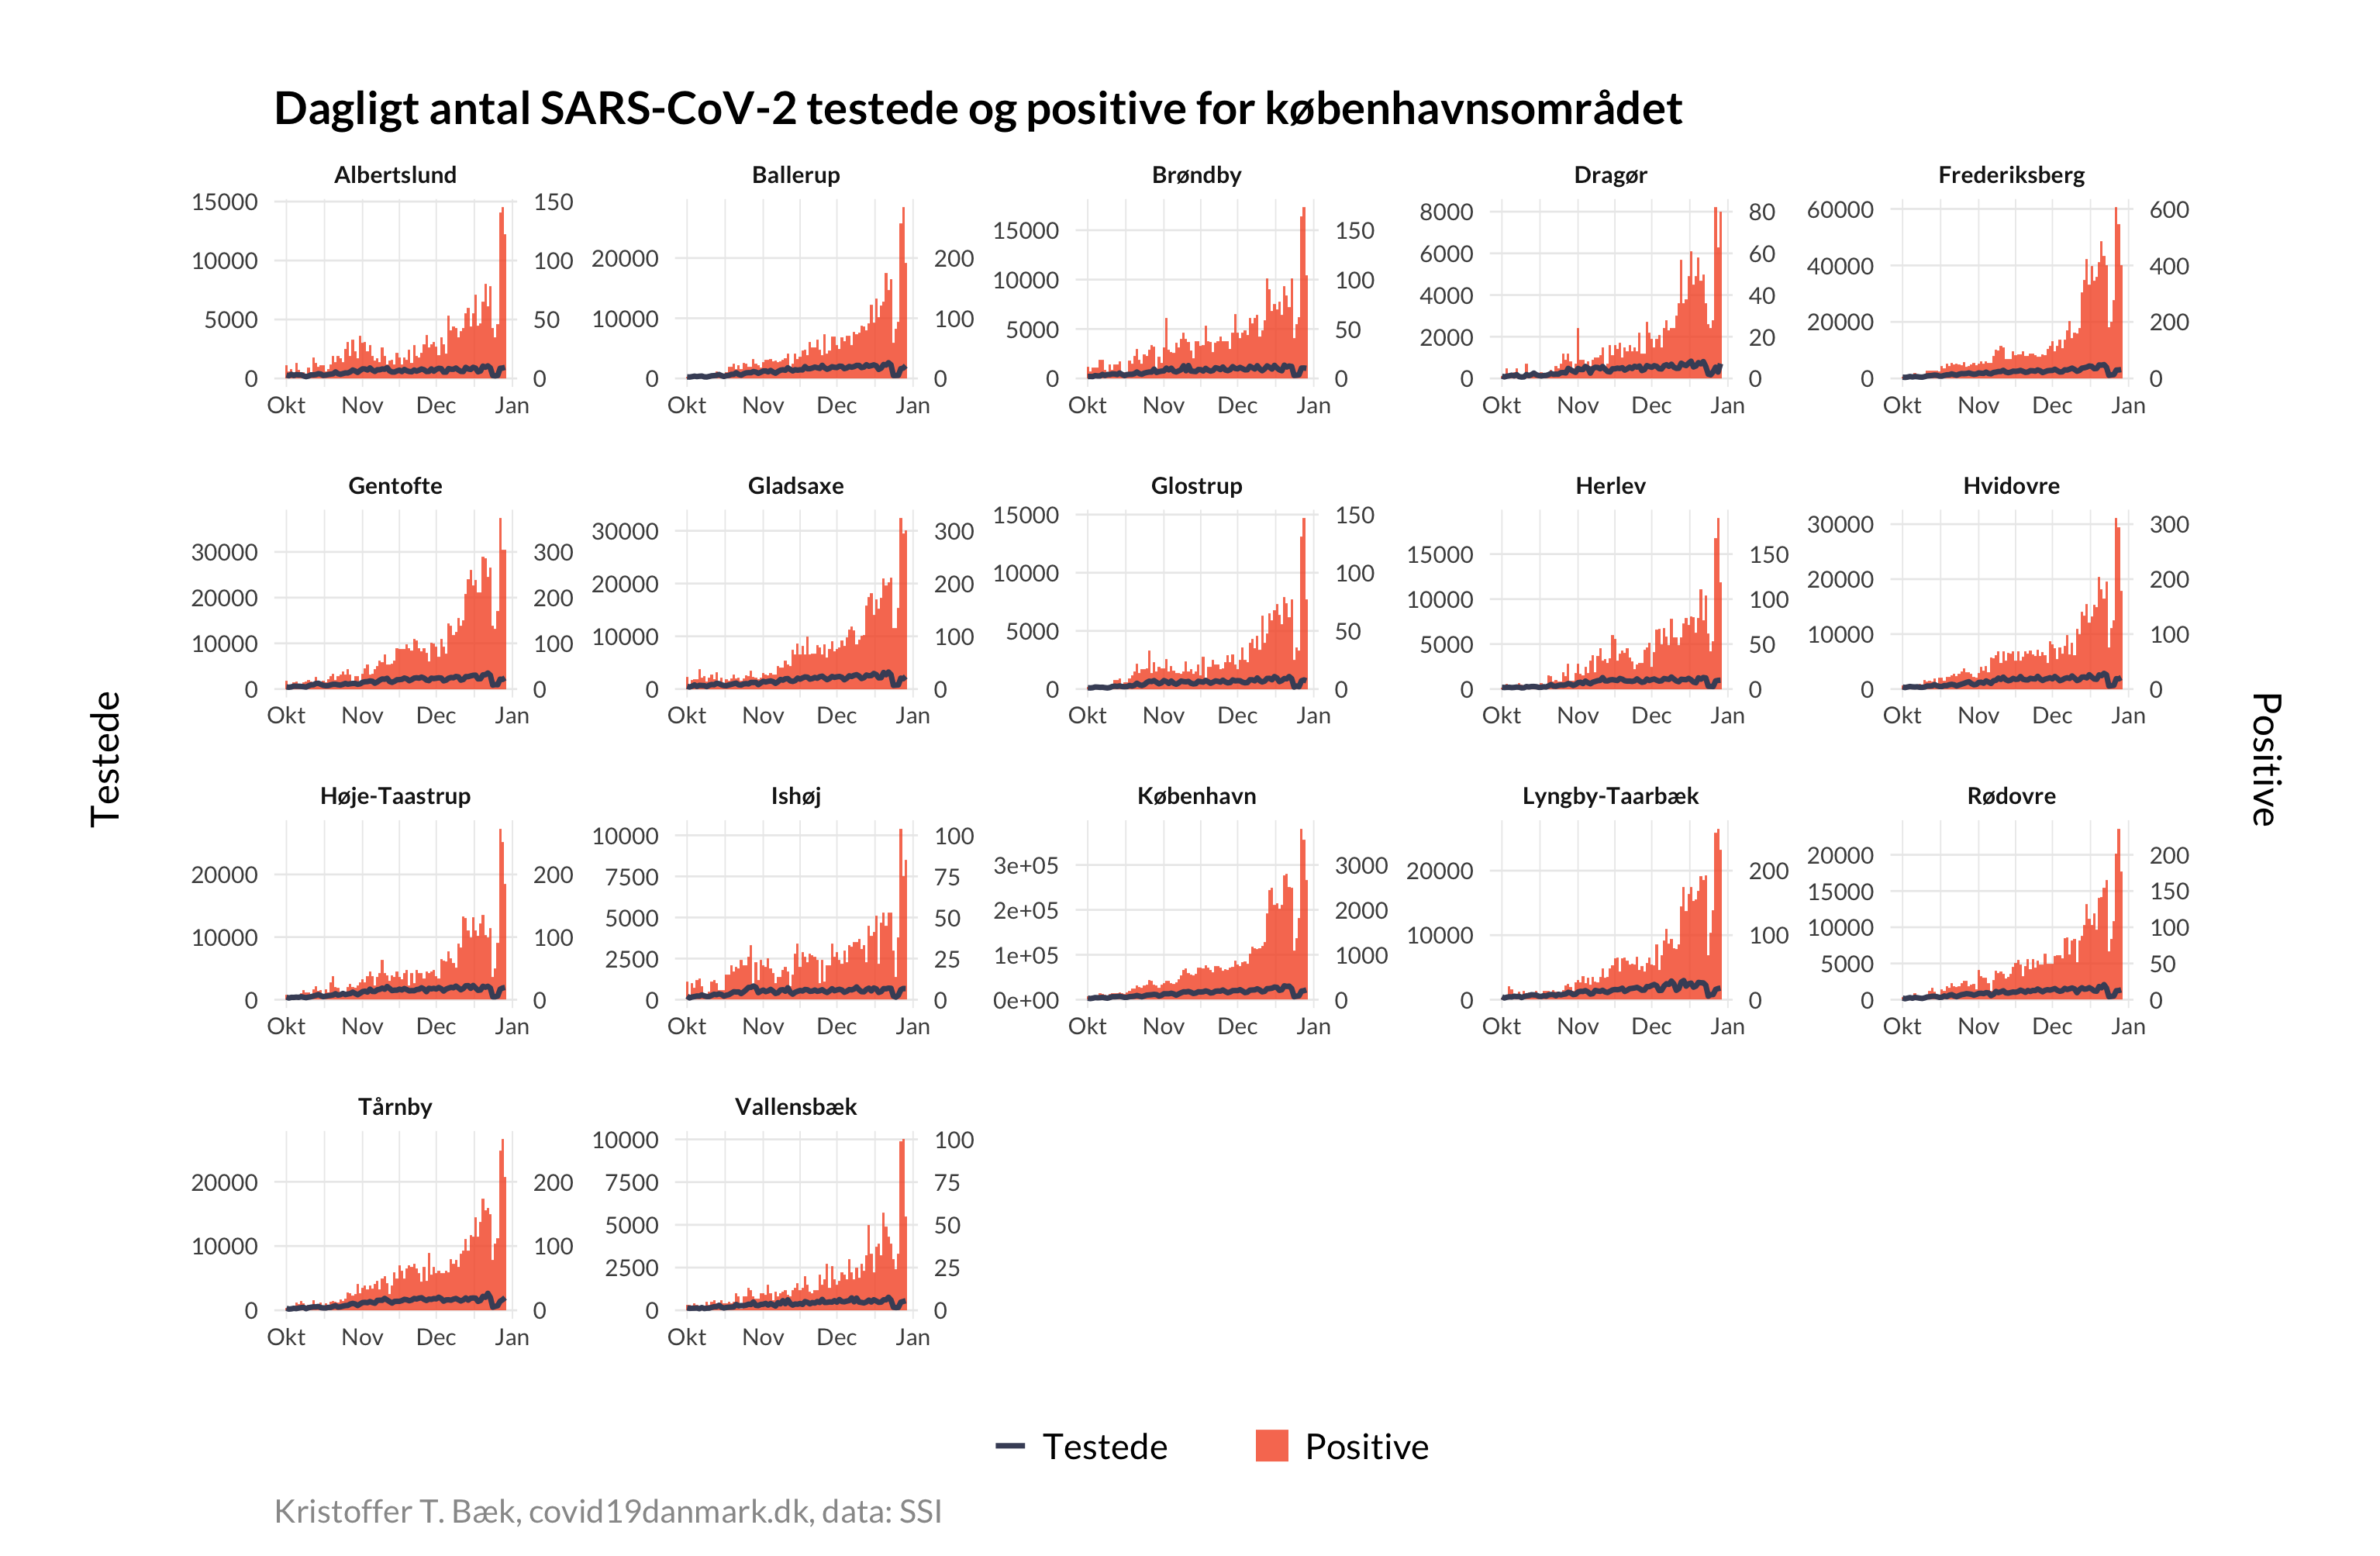 Dagligt antal SARS-CoV-2 testede og positive for københavnsområdet
Albertslund Ballerup Brøndby Dragør Frederiksberg
15000 150 8000 80 60000 600
20000 200 15000 150 6000 60
10000 100 10000 100 4000 40 40000 400
5000 50 10000 100 5000 50 2000 20 20000 200
0 0 0 0 0 0 0 0 0 0
Okt Nov Dec Jan Okt Nov Dec Jan Okt Nov Dec Jan Okt Nov Dec Jan Okt Nov Dec Jan
Gentofte Gladsaxe Glostrup Herlev Hvidovre
30000 300 30000 300 15000 150 15000 150 30000 300
20000 200 20000 200 10000 100 10000 100 20000 200
10000 100 10000 100 5000 50 5000 50 10000 100
0 0 0 0 0 0 0 0 0 0
Okt Nov Dec Jan Okt Nov Dec Jan Okt Nov Dec Jan Okt Nov Dec Jan Okt Nov Dec Jan
Testede
Positive
Høje-Taastrup Ishøj København Lyngby-Taarbæk Rødovre
10000 100 3e+05 3000 20000 200
20000 200 7500 75 2e+05 2000 20000 200 15000 150
10000 100 5000 50 1e+05 1000 10000 100 10000 100
2500 25 5000 50
0 0 0 0 0e+00 0 0 0 0 0
Okt Nov Dec Jan Okt Nov Dec Jan Okt Nov Dec Jan Okt Nov Dec Jan Okt Nov Dec Jan
Tårnby Vallensbæk
10000 100
20000 200 7500 75
10000 100 5000 50
2500 25
0 0 0 0
Okt Nov Dec Jan Okt Nov Dec Jan
Testede Positive
Kristoffer T. Bæk, covid19danmark.dk, data: SSI